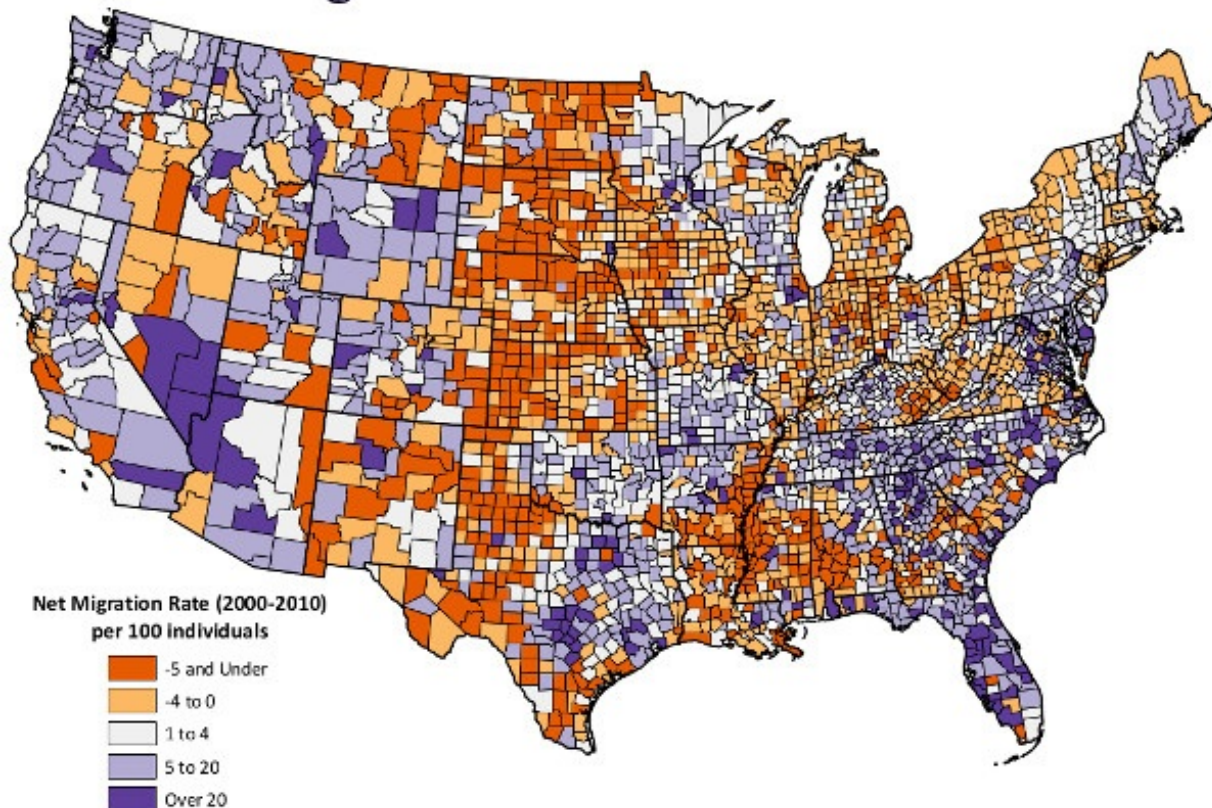 Net Migration Rate (2000-2010)
per 100 individuals
-5 and Under
-4 to 0
1 to 4
5 to 20
Over 20